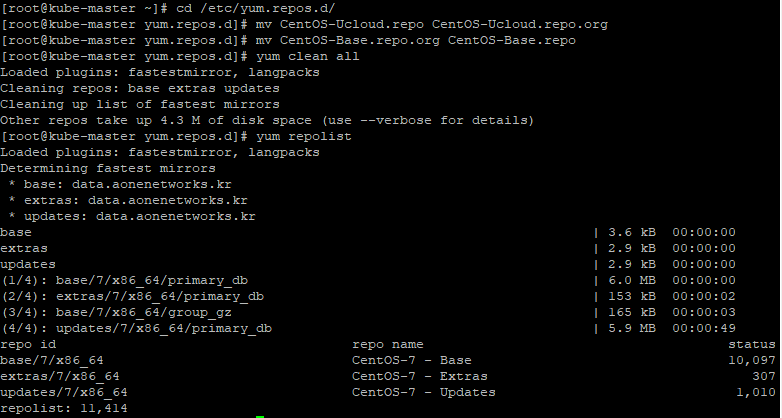 [root@kube-master ~]# cd /etc/yum.repos.d/
[root@kube-master yum.repos.d]# mv CentOS-Ucloud.repo CentOS-Ucloud.repo.org
[root@kube-master yum.repos.d]# mv CentOS-Base.repo.org CentOS-Base.repo
[root@kube-master yum.repos.d]# yum clean all
Loaded plugins: fastestmirror, langpacks
Cleaning repos: base extras updates
Cleaning up list of fastest mirrors
Other repos take up 4.3 M of disk space (use --verbose for details)
[root@kube-master yum.repos.d]# yum repolist
Loaded plugins: fastestmirror, langpacks
Determining fastest mirrors
 * base: data.aonenetworks.kr
 * extras: data.aonenetworks.kr
 * updates: data.aonenetworks.kr
base | 3.6 kB 00:00:00
extras | 2.9 kB 00:00:00
updates | 2.9 kB 00:00:00
(1/4): base/7/x86_64/primary_db | 6.0 MB 00:00:00
(2/4): extras/7/x86_64/primary_db | 153 kB 00:00:02
(3/4): base/7/x86_64/group_gz | 165 kB 00:00:03
(4/4): updates/7/x86_64/primary_db | 5.9 MB 00:00:49
repo id repo name status
base/7/x86_64 CentOS-7 - Base 10,097
extras/7/x86_64 CentOS-7 - Extras 307
updates/7/x86_64 CentOS-7 - Updates 1,010
repolist: 11,414